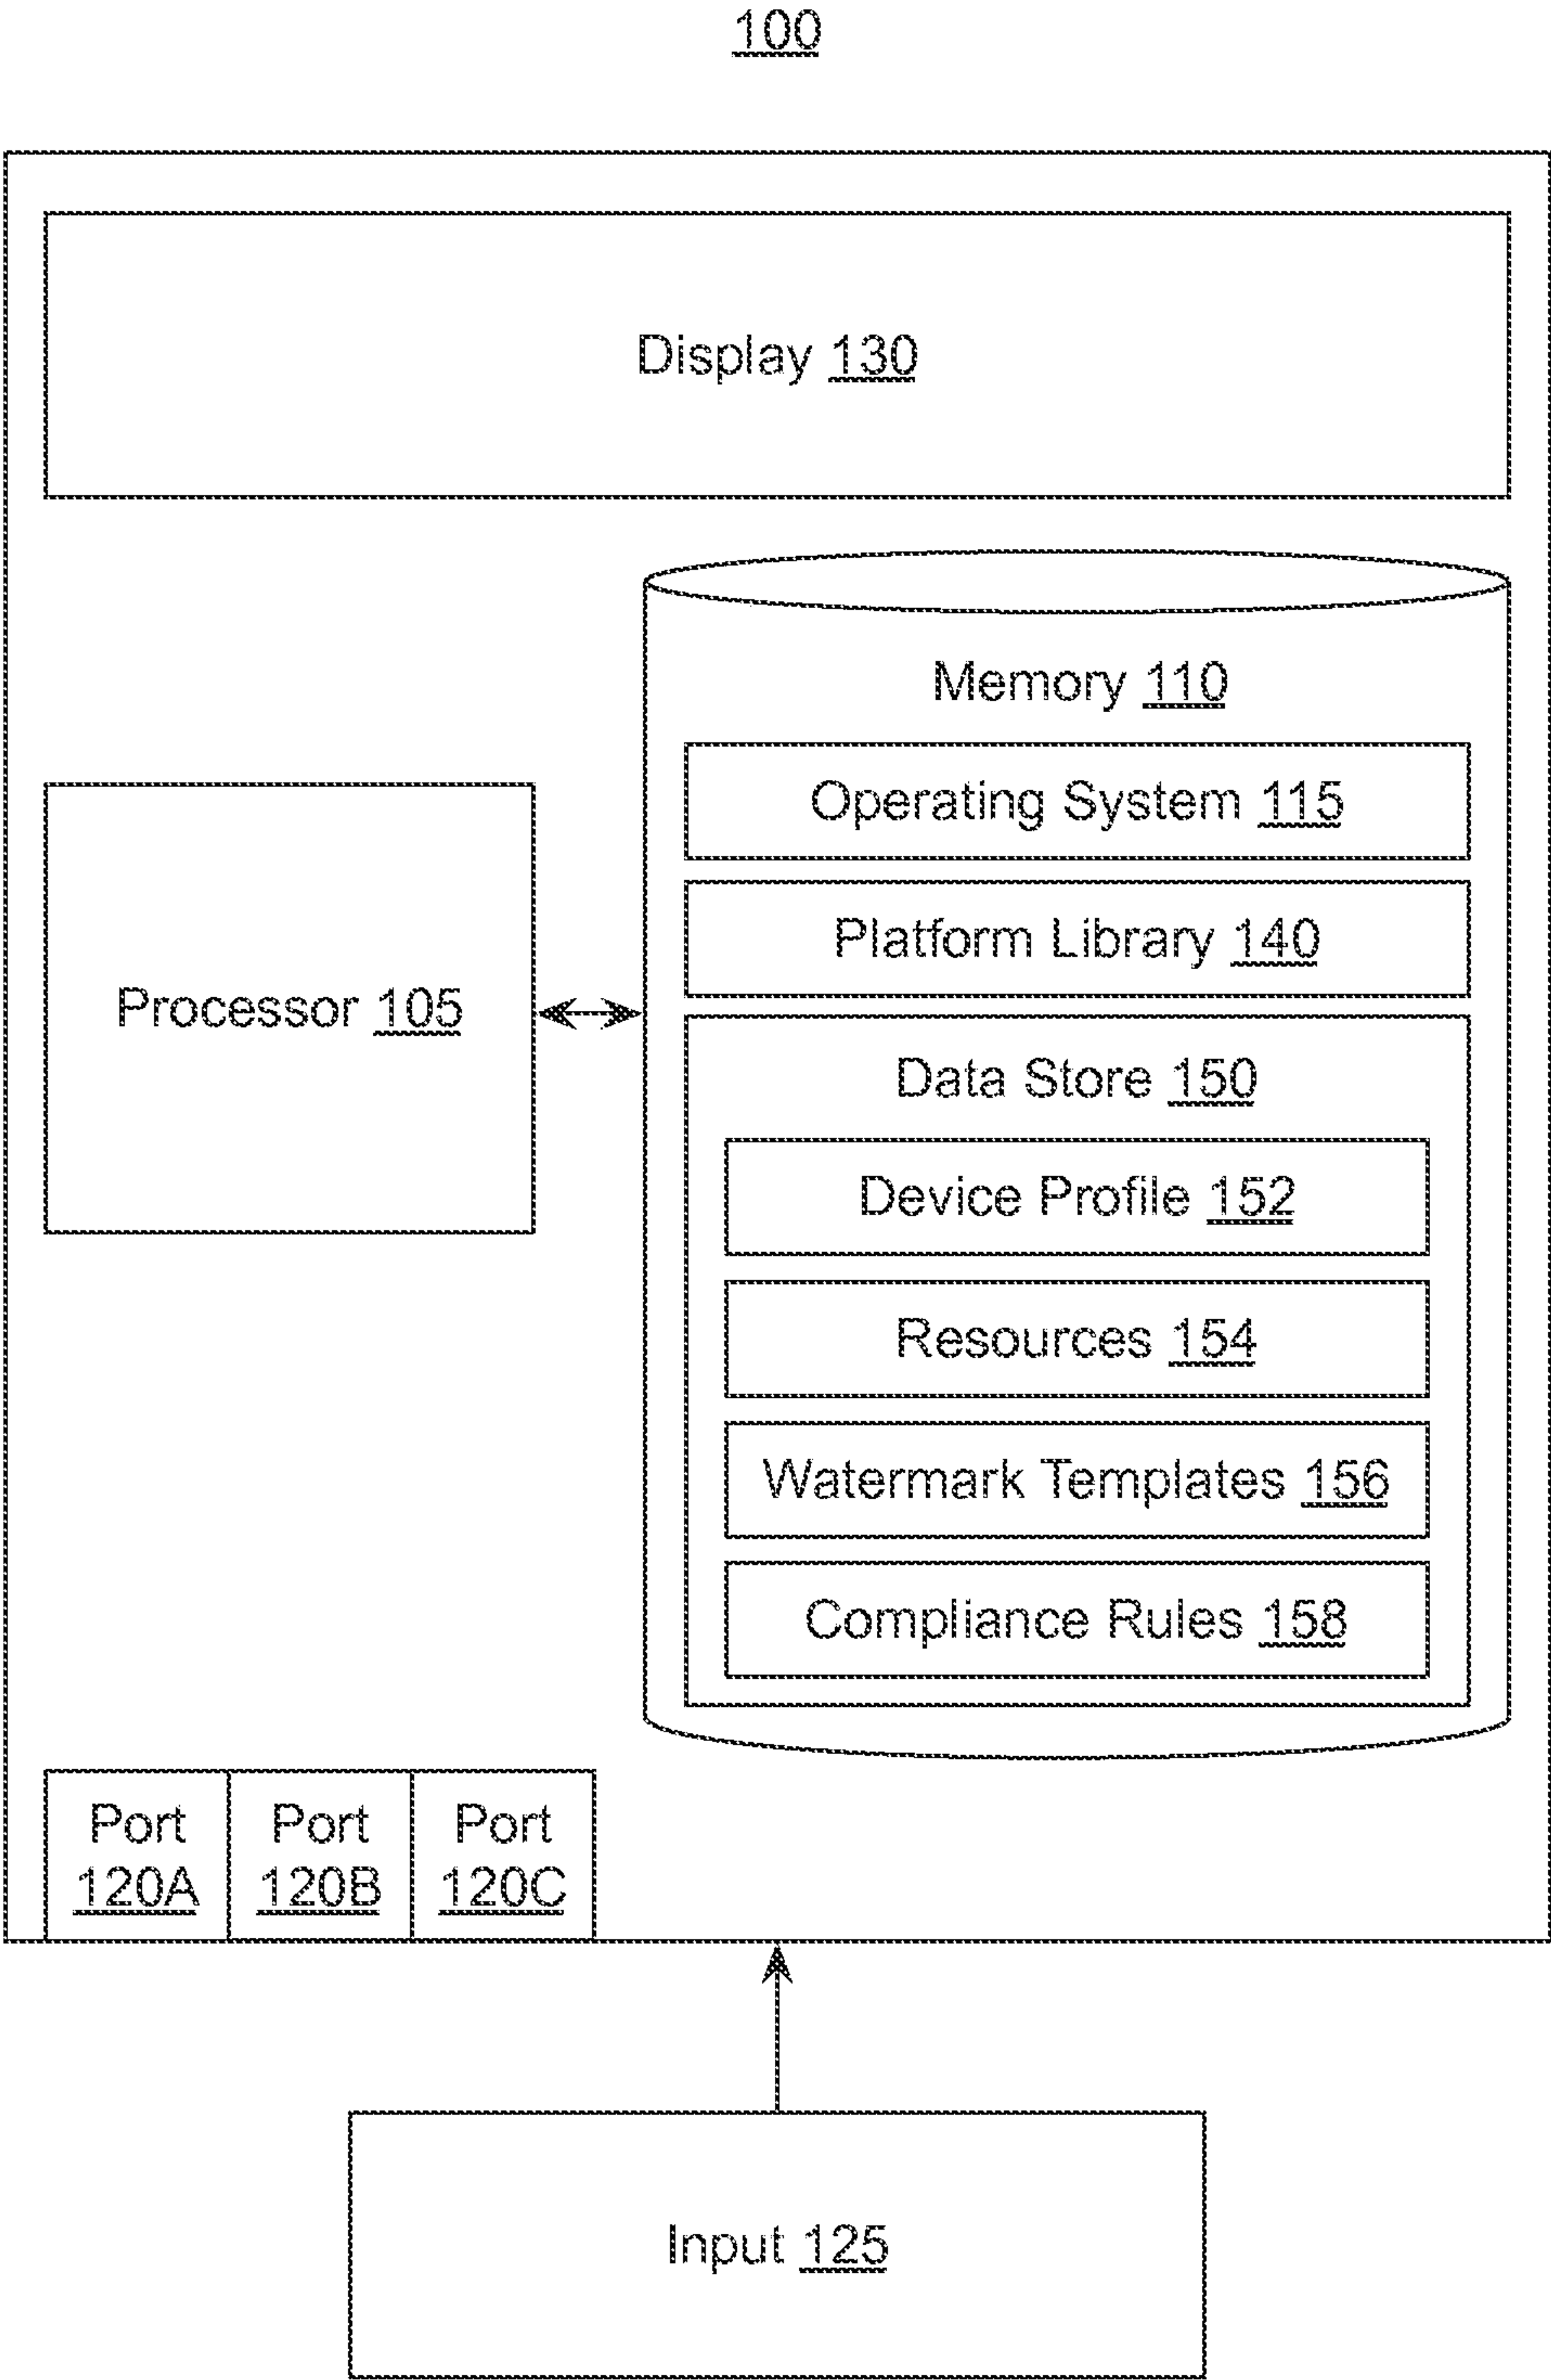 100
Display 130
Memory 110
Operating System 115
Platform Library 140
Processor 105
Data Store 150
Device Profile 152
Resources 154
Watermark Templates 156
Compliance Rules 158
Port
120A
Port
120B
Port
120C
Input 125